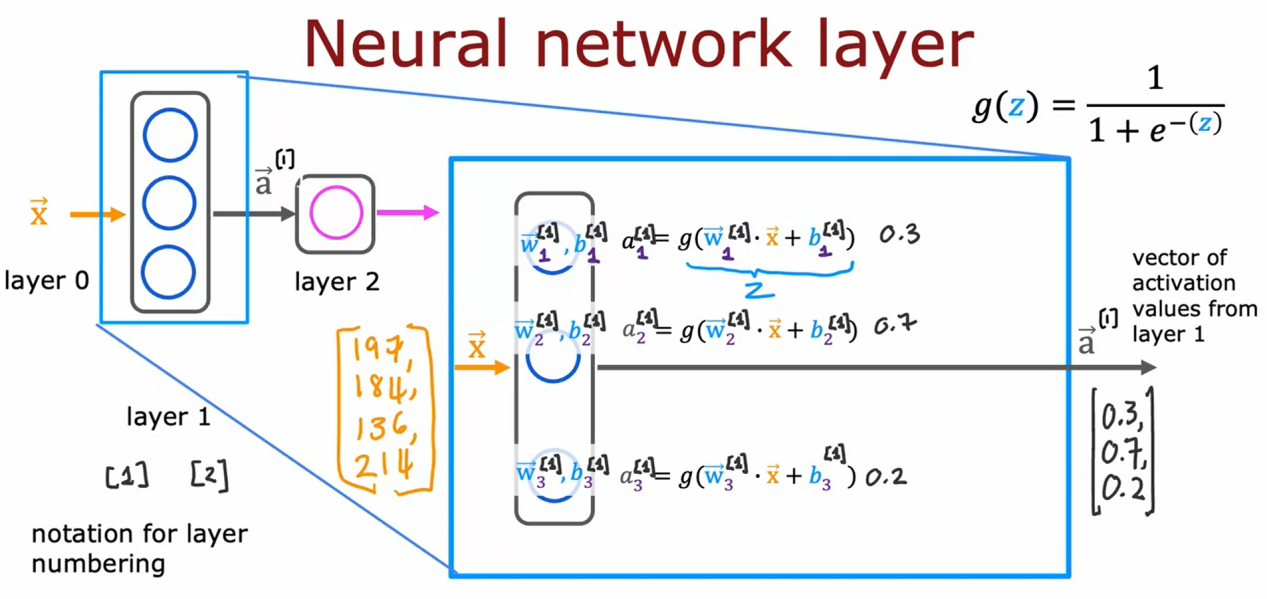 Neural network layer
g(z) = 1 / (1 + e^-(z))
x⃗
layer 0
a⃗^[1]
layer 2
layer 1
[1] [2]
notation for layer
numbering
[197,
184,
136,
214]
x⃗
w⃗₁^[1], b₁^[1] a₁^[1] = g(w⃗₁^[1] · x⃗ + b₁^[1]) 0.3
z
w⃗₂^[1], b₂^[1] a₂^[1] = g(w⃗₂^[1] · x⃗ + b₂^[1]) 0.7
w⃗₃^[1], b₃^[1] a₃^[1] = g(w⃗₃^[1] · x⃗ + b₃^[1]) 0.2
vector of
activation
values from
layer 1
a⃗^[1]
[0.3,
0.7,
0.2]